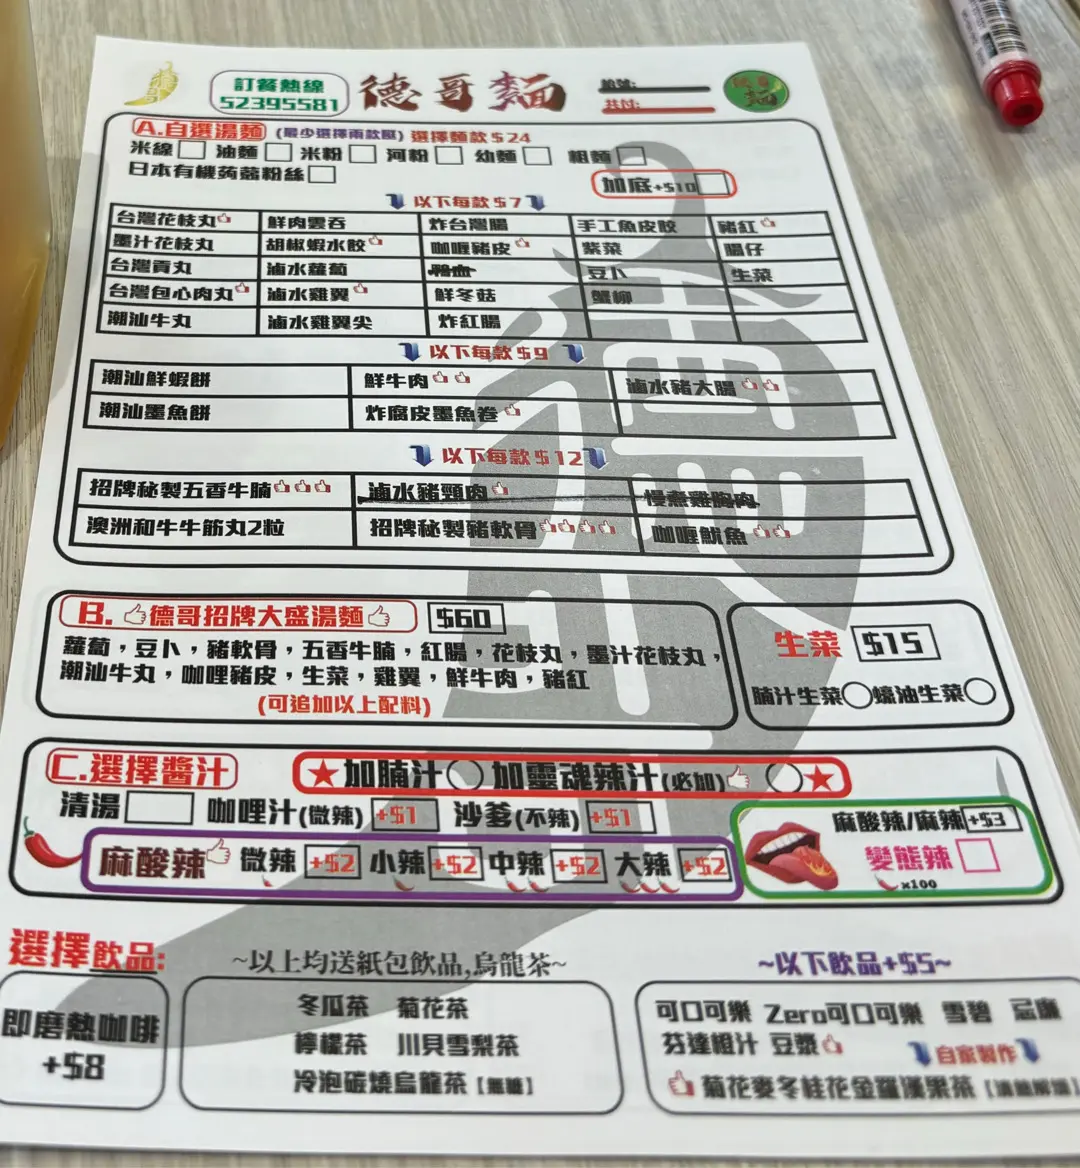 訂餐熱線
52395581
德哥麵
編號:
共付:
A.自選湯麵 (最少選擇兩款餸) 選擇麵款 $24
米線 油麵 米粉 河粉 幼麵 粗麵
日本有機蒟蒻粉絲 加底+$10
以下每款 $7
台灣花枝丸 鮮肉雲吞 炸台灣腸 手工魚皮餃 豬紅
墨汁花枝丸 胡椒蝦水餃 咖喱豬皮 紫菜 腸仔
台灣貢丸 滷水蘿蔔 豆卜 生菜
台灣包心肉丸 滷水雞翼 鮮冬菇 蟹柳
潮汕牛丸 滷水雞翼尖 炸紅腸
以下每款 $9
潮汕鮮蝦餅 鮮牛肉 滷水豬大腸
潮汕墨魚餅 炸腐皮墨魚卷
以下每款 $12
招牌秘製五香牛腩 滷水豬頸肉 慢煮雞胸肉
澳洲和牛牛筋丸2粒 招牌秘製豬軟骨 咖喱魷魚
B. 德哥招牌大盛湯麵 $60
蘿蔔,豆卜,豬軟骨,五香牛腩,紅腸,花枝丸,墨汁花枝丸,
潮汕牛丸,咖哩豬皮,生菜,雞翼,鮮牛肉,豬紅
(可追加以上配料)
生菜 $15
腩汁生菜 蠔油生菜
C.選擇醬汁 ★加腩汁 加靈魂辣汁(必加) ★
清湯 咖哩汁(微辣) +$1 沙爹(不辣) +$1
麻酸辣 微辣 +$2 小辣 +$2 中辣 +$2 大辣 +$2
麻酸辣/麻辣 +$3
變態辣
x100
選擇飲品:
即磨熱咖啡
+$8
~以上均送紙包飲品,烏龍茶~
冬瓜茶 菊花茶
檸檬茶 川貝雪梨茶
冷泡碳燒烏龍茶【無糖】
~以下飲品+$5~
可口可樂 Zero可口可樂 雪碧 忌廉
芬達橙汁 豆漿 自家製作
菊花麥冬桂花金羅漢果茶